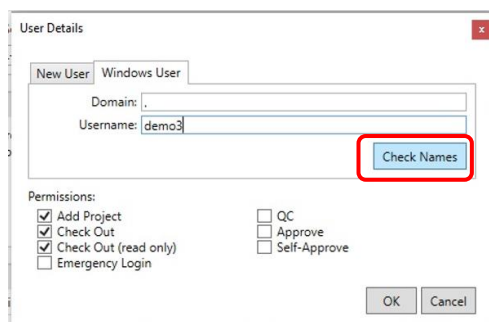 User Details
x
New User Windows User
Domain: .
Username: demo3
Check Names
Permissions:
Add Project QC
Check Out Approve
Check Out (read only) Self-Approve
Emergency Login
OK Cancel